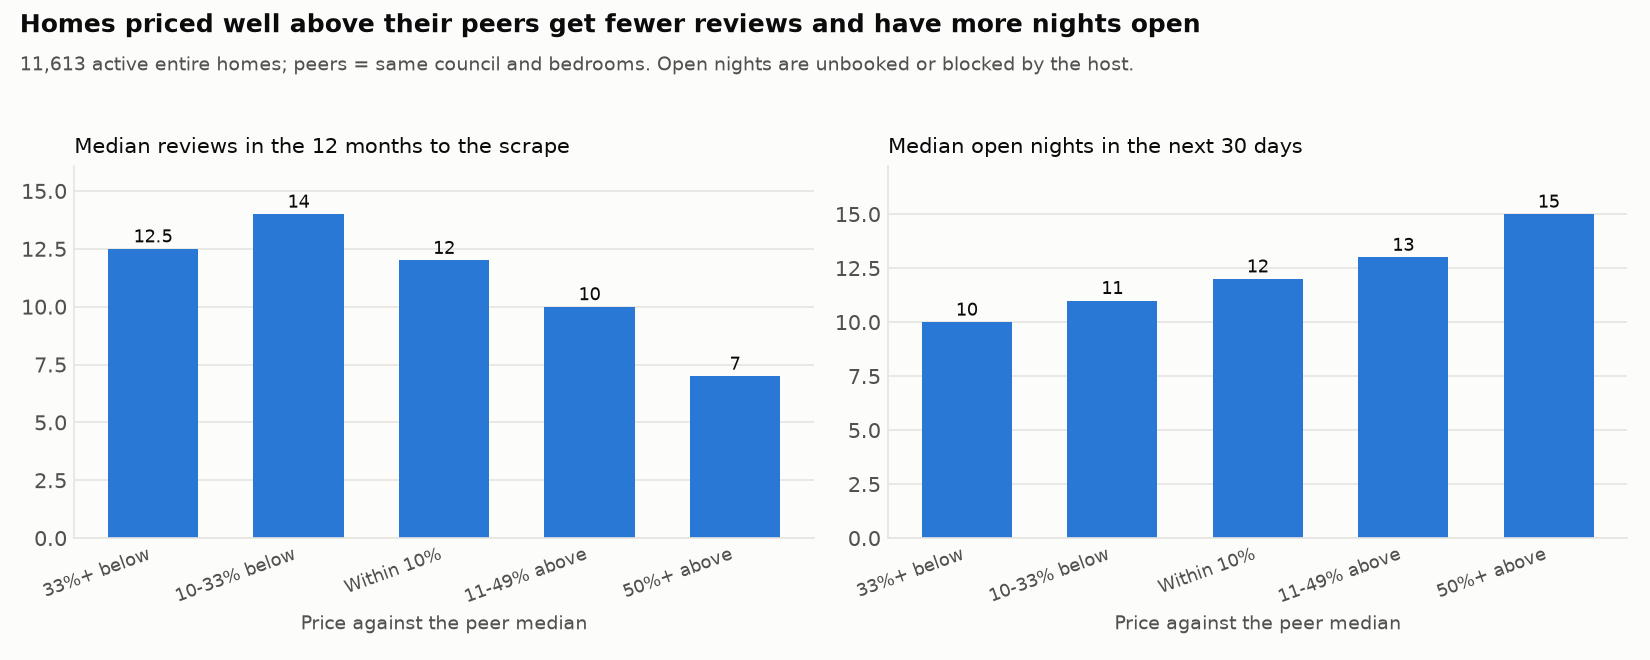 Homes priced well above their peers get fewer reviews and have more nights open
11,613 active entire homes; peers = same council and bedrooms. Open nights are unbooked or blocked by the host.
Median reviews in the 12 months to the scrape
15.0
12.5
10.0
7.5
5.0
2.5
0.0
12.5
14
12
10
7
33%+ below
10-33% below
Within 10%
11-49% above
50%+ above
Price against the peer median
Median open nights in the next 30 days
15.0
12.5
10.0
7.5
5.0
2.5
0.0
10
11
12
13
15
33%+ below
10-33% below
Within 10%
11-49% above
50%+ above
Price against the peer median